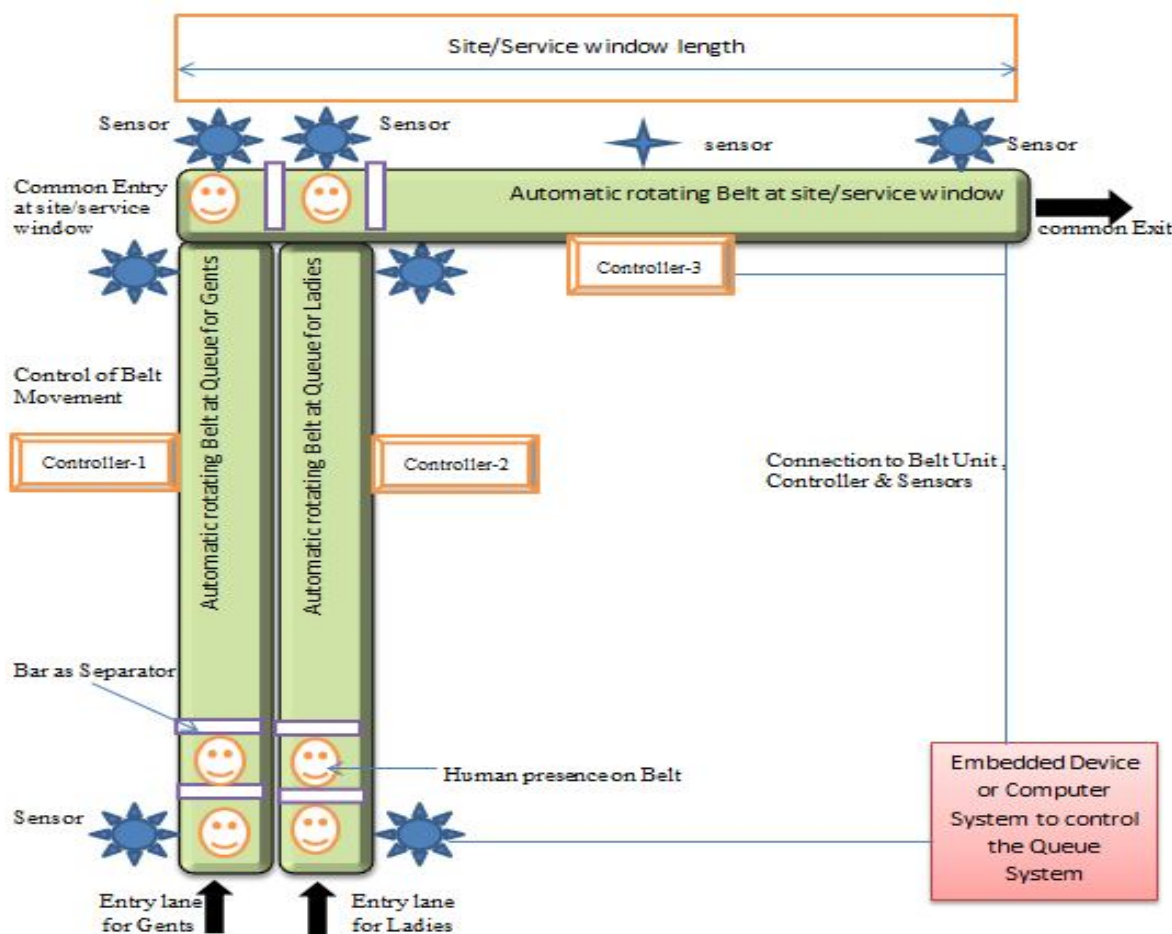 Site/Service window length
Sensor
Sensor
sensor
Sensor
Common Entry
at site/service
window
Automatic rotating Belt at site/service window
common Exit
Controller-3
Automatic rotating Belt at Queue for Gents
Automatic rotating Belt at Queue for Ladies
Control of Belt
Movement
Controller-1
Controller-2
Connection to Belt Unit ,
Controller & Sensors
Bar as Separator
Human presence on Belt
Sensor
Embedded Device
or Computer
System to control
the Queue
System
Entry lane
for Gents
Entry lane
for Ladies